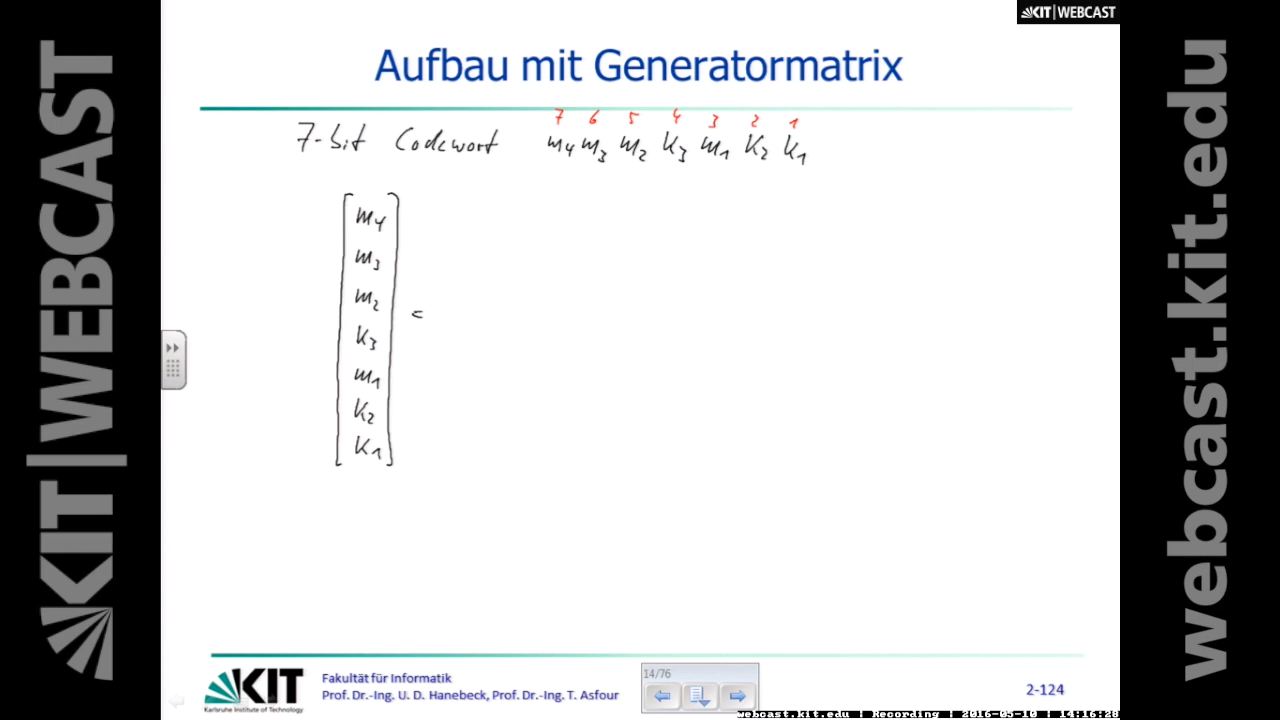 KIT|WEBCAST
Aufbau mit Generatormatrix
7 6 5 4 3 2 1
7-bit Codewort m4 m3 m2 k3 m1 k2 k1
m4
m3
m2
=
k3
m1
k2
k1
KIT
Karlsruhe Institute of Technology
Fakultät für Informatik
Prof. Dr.-Ing. U. D. Hanebeck, Prof. Dr.-Ing. T. Asfour
14/76
2-124
webcast.kit.edu | Recording | 2016-05-10 | 14:16:28
KIT|WEBCAST
webcast.kit.edu